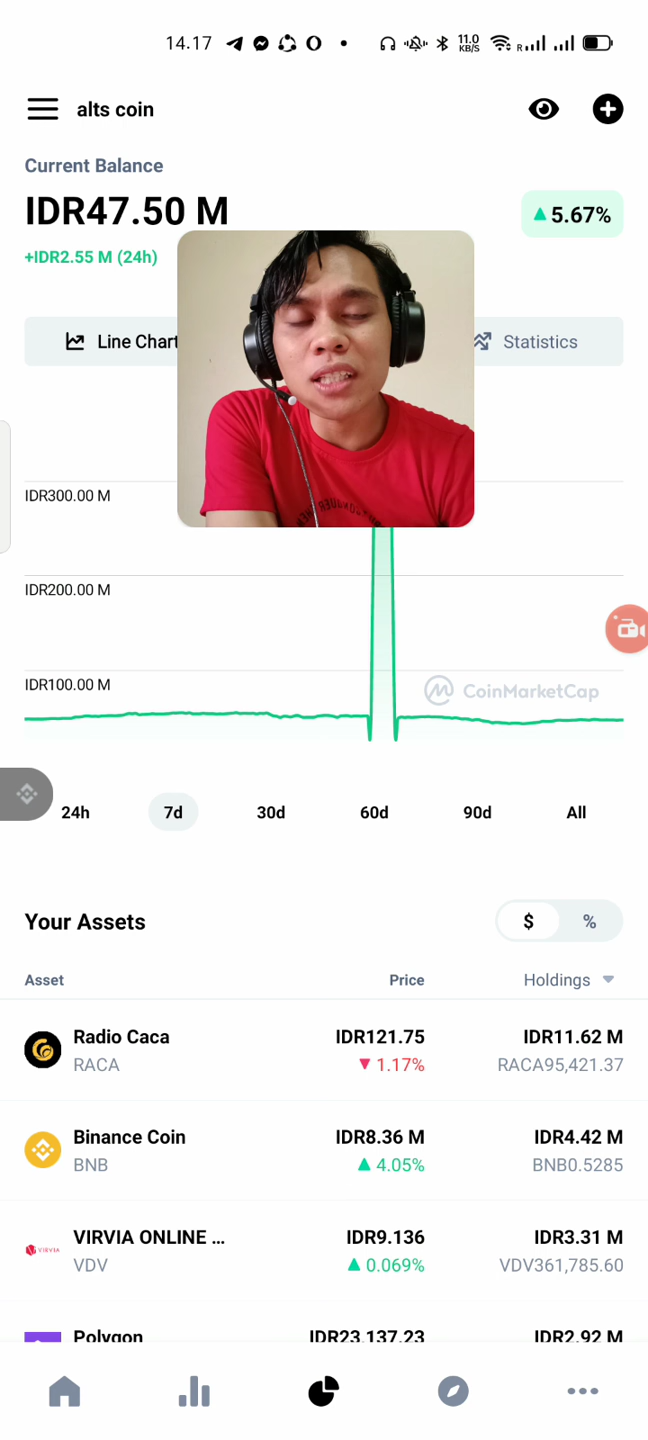 14.17
11.0
KB/S
R
alts coin
Current Balance
IDR47.50 M
5.67%
+IDR2.55 M (24h)
Line Chart
Statistics
IDR300.00 M
IDR200.00 M
IDR100.00 M
CoinMarketCap
24h 7d 30d 60d 90d All
Your Assets
$ %
Asset Price Holdings
Radio Caca IDR121.75 IDR11.62 M
RACA 1.17% RACA95,421.37
Binance Coin IDR8.36 M IDR4.42 M
BNB 4.05% BNB0.5285
VIRVIA ONLINE ... IDR9.136 IDR3.31 M
VIRVIA
VDV 0.069% VDV361,785.60
Polygon IDR23,137.23 IDR2.92 M